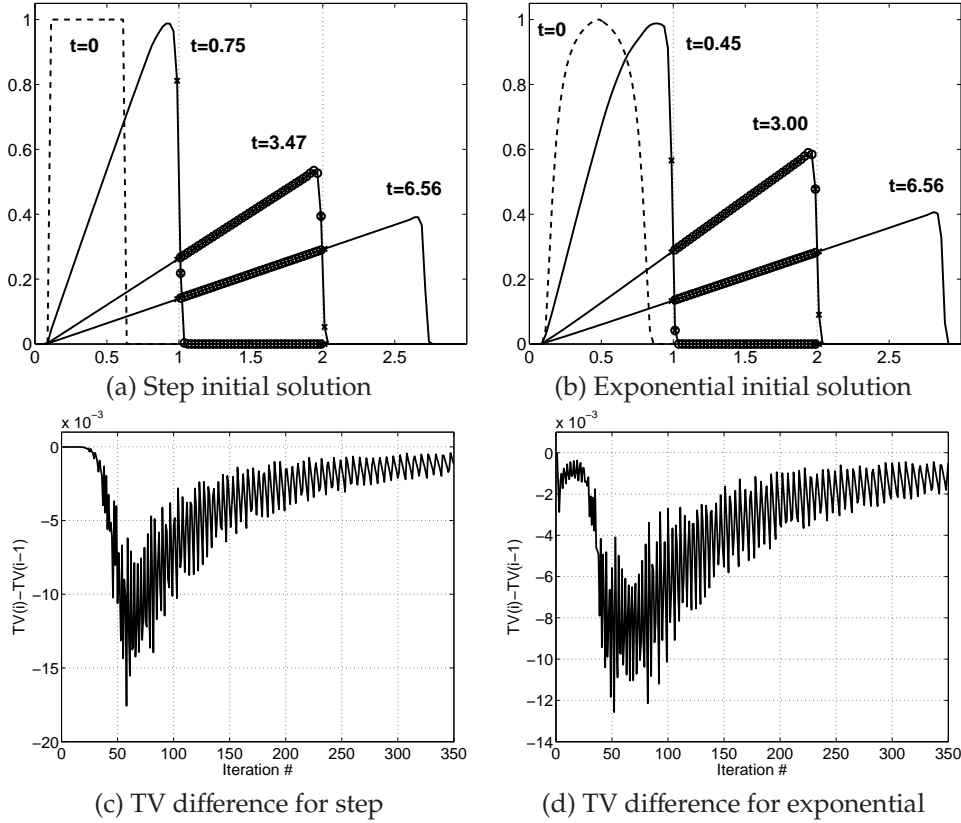 1
0.8
0.6
0.4
0.2
0
0 0.5 1 1.5 2 2.5
t=0
t=0.75
t=3.47
t=6.56
(a) Step initial solution
1
0.8
0.6
0.4
0.2
0
0 0.5 1 1.5 2 2.5
t=0
t=0.45
t=3.00
t=6.56
(b) Exponential initial solution
x 10⁻³
0
−5
−10
−15
−20
TV(i)−TV(i−1)
0 50 100 150 200 250 300 350
Iteration #
(c) TV difference for step
x 10⁻³
0
−2
−4
−6
−8
−10
−12
−14
TV(i)−TV(i−1)
0 50 100 150 200 250 300 350
Iteration #
(d) TV difference for exponential